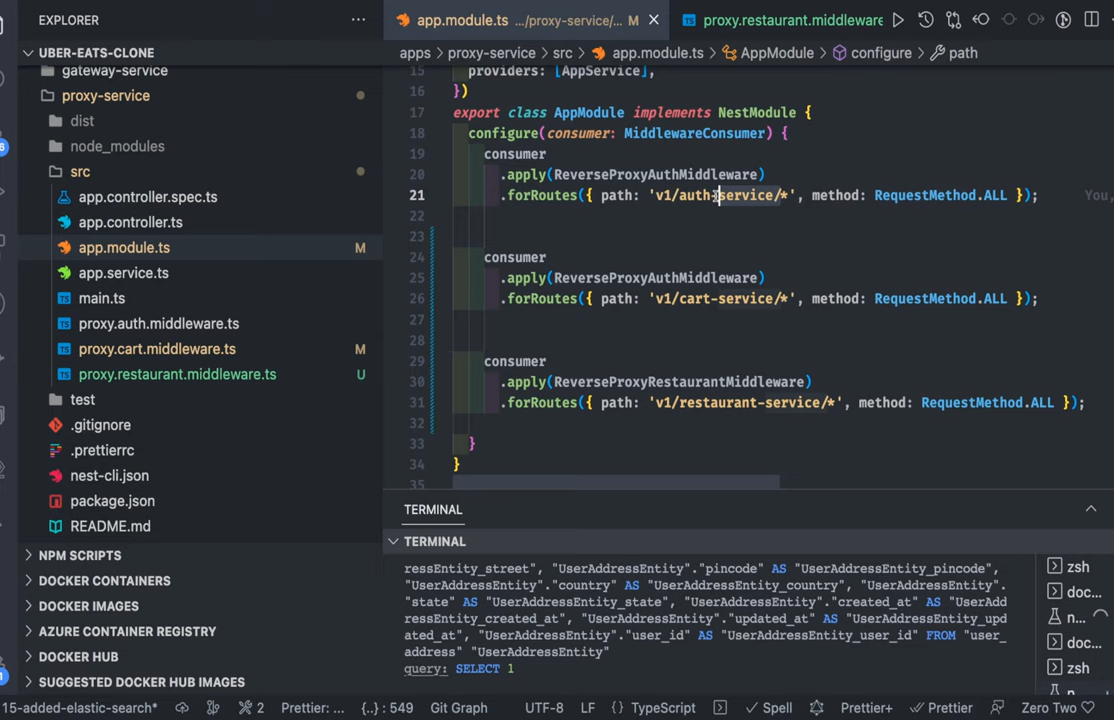 EXPLORER
UBER-EATS-CLONE
gateway-service
proxy-service
dist
node_modules
src
app.controller.spec.ts
app.controller.ts
app.module.ts M
app.service.ts
main.ts
proxy.auth.middleware.ts
proxy.cart.middleware.ts M
proxy.restaurant.middleware.ts U
test
.gitignore
.prettierrc
nest-cli.json
package.json
README.md
NPM SCRIPTS
DOCKER CONTAINERS
DOCKER IMAGES
AZURE CONTAINER REGISTRY
DOCKER HUB
SUGGESTED DOCKER HUB IMAGES
app.module.ts .../proxy-service/... M
proxy.restaurant.middleware
apps > proxy-service > src > app.module.ts > AppModule > configure > path
15 providers: [AppService],
16 })
17 export class AppModule implements NestModule {
18 configure(consumer: MiddlewareConsumer) {
19 consumer
20 .apply(ReverseProxyAuthMiddleware)
21 .forRoutes({ path: 'v1/auth-service/*', method: RequestMethod.ALL }); You,
22
23
24 consumer
25 .apply(ReverseProxyAuthMiddleware)
26 .forRoutes({ path: 'v1/cart-service/*', method: RequestMethod.ALL });
27
28
29 consumer
30 .apply(ReverseProxyRestaurantMiddleware)
31 .forRoutes({ path: 'v1/restaurant-service/*', method: RequestMethod.ALL });
32
33 }
34 }
35
TERMINAL
TERMINAL
ressEntity_street", "UserAddressEntity"."pincode" AS "UserAddressEntity_pincode",
"UserAddressEntity"."country" AS "UserAddressEntity_country", "UserAddressEntity".
"state" AS "UserAddressEntity_state", "UserAddressEntity"."created_at" AS "UserAdd
ressEntity_created_at", "UserAddressEntity"."updated_at" AS "UserAddressEntity_upd
ated_at", "UserAddressEntity"."user_id" AS "UserAddressEntity_user_id" FROM "user_
address" "UserAddressEntity"
query: SELECT 1
zsh
doc...
n...
doc...
zsh
15-added-elastic-search* 2 Prettier: ... {..} : 549 Git Graph UTF-8 LF TypeScript Spell Prettier+ Prettier Zero Two